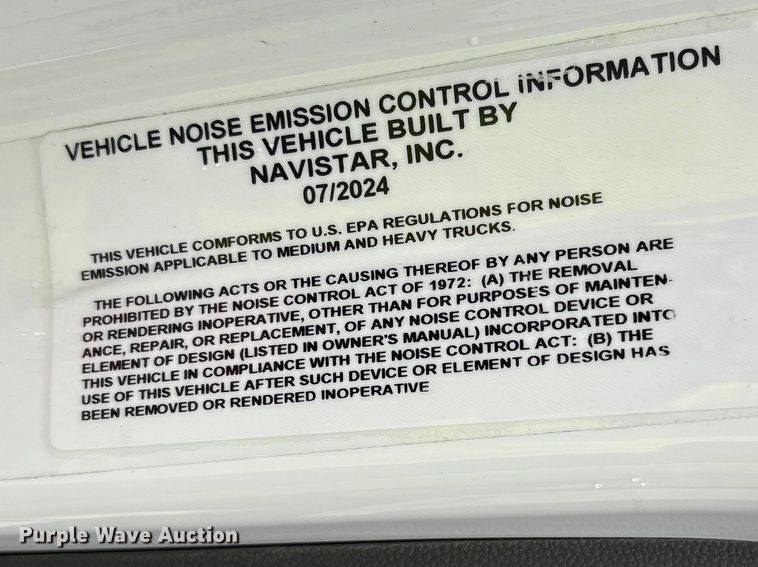 VEHICLE NOISE EMISSION CONTROL INFORMATION
THIS VEHICLE BUILT BY
NAVISTAR, INC.
07/2024
THIS VEHICLE COMFORMS TO U.S. EPA REGULATIONS FOR NOISE
EMISSION APPLICABLE TO MEDIUM AND HEAVY TRUCKS.
THE FOLLOWING ACTS OR THE CAUSING THEREOF BY ANY PERSON ARE
PROHIBITED BY THE NOISE CONTROL ACT OF 1972: (A) THE REMOVAL
OR RENDERING INOPERATIVE, OTHER THAN FOR PURPOSES OF MAINTEN-
ANCE, REPAIR, OR REPLACEMENT, OF ANY NOISE CONTROL DEVICE OR
ELEMENT OF DESIGN (LISTED IN OWNER'S MANUAL) INCORPORATED INTO
THIS VEHICLE IN COMPLIANCE WITH THE NOISE CONTROL ACT: (B) THE
USE OF THIS VEHICLE AFTER SUCH DEVICE OR ELEMENT OF DESIGN HAS
BEEN REMOVED OR RENDERED INOPERATIVE
Purple Wave Auction